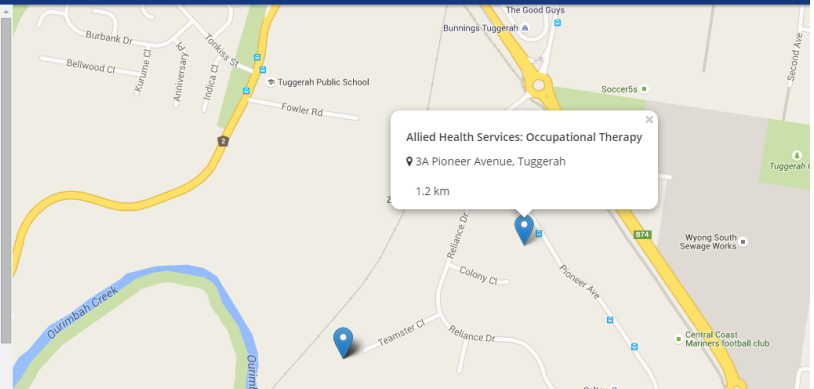 The Good Guys
Bunnings Tuggerah
Burbank Dr
Tonkiss St
Bellwood Cl
Kurume Cl
Anniversary Pl
Indica Cl
Tuggerah Public School
Fowler Rd
Second Ave
Soccer5s
Tuggerah
2
×
Allied Health Services: Occupational Therapy
3A Pioneer Avenue, Tuggerah
1.2 km
Reliance Dr
B74
Wyong South
Sewage Works
Colony Cl
Pioneer Ave
Ourimbah Creek
Teamster Cl
Reliance Dr
Central Coast
Mariners football club